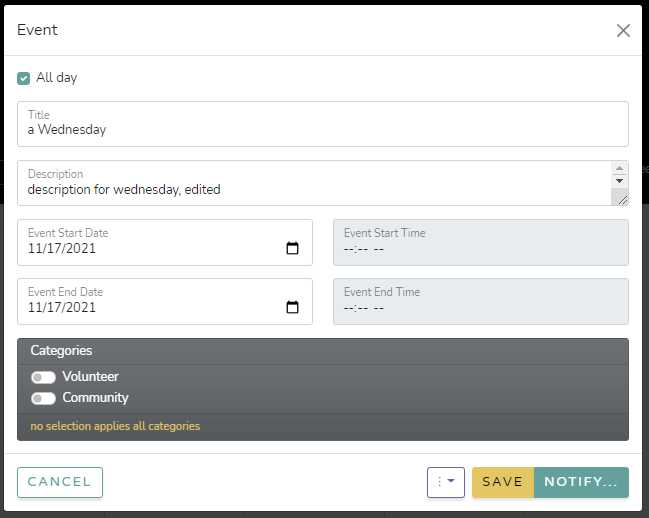 Event
All day
Title
a Wednesday
Description
description for wednesday, edited
Event Start Date
11/17/2021
Event Start Time
--:-- --
Event End Date
11/17/2021
Event End Time
--:-- --
Categories
Volunteer
Community
no selection applies all categories
CANCEL
SAVE
NOTIFY...